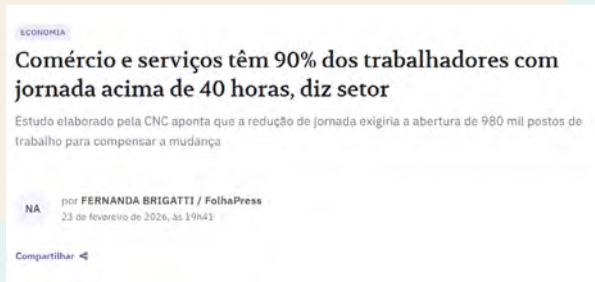 ECONOMIA
Comércio e serviços têm 90% dos trabalhadores com
jornada acima de 40 horas, diz setor
Estudo elaborado pela CNC aponta que a redução de jornada exigiria a abertura de 980 mil postos de
trabalho para compensar a mudança
NA
por FERNANDA BRIGATTI / FolhaPress
23 de fevereiro de 2026, às 19h41
Compartilhar